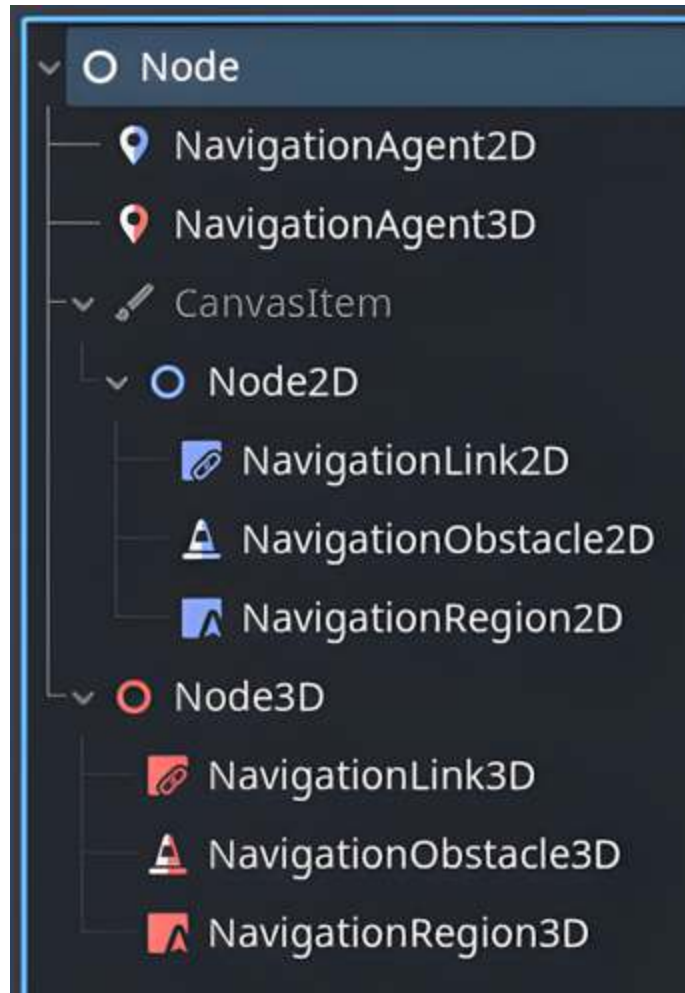 Node
NavigationAgent2D
NavigationAgent3D
CanvasItem
Node2D
NavigationLink2D
NavigationObstacle2D
NavigationRegion2D
Node3D
NavigationLink3D
NavigationObstacle3D
NavigationRegion3D